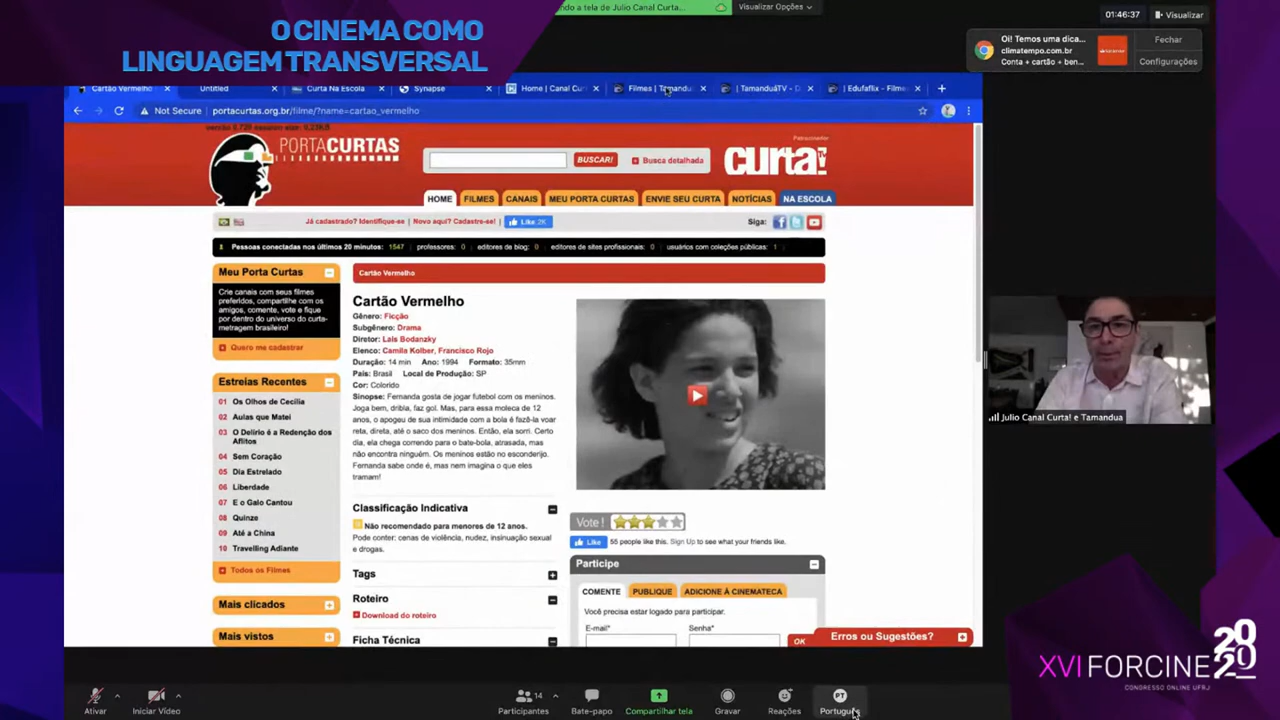 O CINEMA COMO
LINGUAGEM TRANSVERSAL
ndo a tela de Julio Canal Curta...
Visualizar Opções
01:46:37
Visualizar
Oi! Temos uma dica...
climatempo.com.br
Conta + cartão + ben...
Fechar
Configurações
Cartão Vermelho
Untitled
Curta Na Escola
Synapse
Home | Canal Cur
Filmes | Tamandu
| TamanduáTV - D
| Edufaflix - Filme
Not Secure
portacurtas.org.br/filme/?name=cartao_vermelho
PORTACURTAS
BUSCAR!
Busca detalhada
Patrocinador
curta!
TV
HOME
FILMES
CANAIS
MEU PORTA CURTAS
ENVIE SEU CURTA
NOTÍCIAS
NA ESCOLA
Já cadastrado? Identifique-se | Novo aqui? Cadastre-se!
Like 2K
Siga:
Pessoas conectadas nos últimos 20 minutos: 1547 professores: 0 editores de blog: 0 editores de sites profissionais: 0 usuários com coleções públicas: 1
Meu Porta Curtas
Crie canais com seus filmes
preferidos, compartilhe com os
amigos, comente, vote e fique
por dentro do universo do curta-
metragem brasileiro!
Quero me cadastrar
Estreias Recentes
01 Os Olhos de Cecília
02 Aulas que Matei
03 O Delírio é a Redenção dos
Aflitos
04 Sem Coração
05 Dia Estrelado
06 Liberdade
07 E o Galo Cantou
08 Quinze
09 Até a China
10 Travelling Adiante
Todos os Filmes
Mais clicados
Mais vistos
Cartão Vermelho
Cartão Vermelho
Gênero: Ficção
Subgênero: Drama
Diretor: Laís Bodanzky
Elenco: Camila Kolber, Francisco Rojo
Duração: 14 min Ano: 1994 Formato: 35mm
País: Brasil Local de Produção: SP
Cor: Colorido
Sinopse: Fernanda gosta de jogar futebol com os meninos.
Joga bem, dribla, faz gol. Mas, para essa moleca de 12
anos, o apogeu de sua intimidade com a bola é fazê-la voar
reta, direta, até o saco dos meninos. Então, ela sorri. Certo
dia, ela chega correndo para o bate-bola, atrasada, mas
não encontra ninguém. Os meninos estão no esconderijo.
Fernanda sabe onde é, mas nem imagina o que eles
tramam!
Classificação Indicativa
Não recomendado para menores de 12 anos.
Pode conter: cenas de violência, nudez, insinuação sexual
e drogas.
Tags
Roteiro
Download do roteiro
Ficha Técnica
Vote!
Like
55 people like this. Sign Up to see what your friends like.
Participe
COMENTE
PUBLIQUE
ADICIONE À CINEMATECA
Você precisa estar logado para participar.
E-mail*
Senha*
OK
Erros ou Sugestões?
Julio Canal Curta! e Tamandua
Ativar
Iniciar Vídeo
14
Participantes
Bate-papo
Compartilhar tela
Gravar
Reações
PT
Português
XVI FORCINE
2020
CONGRESSO ONLINE UFRJ